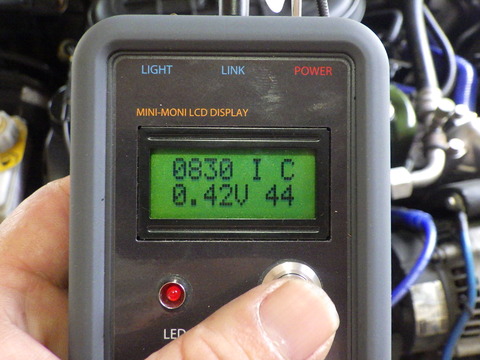 LIGHT LINK POWER
MINI-MONI LCD DISPLAY
0830 I C
0.42V 44
LED